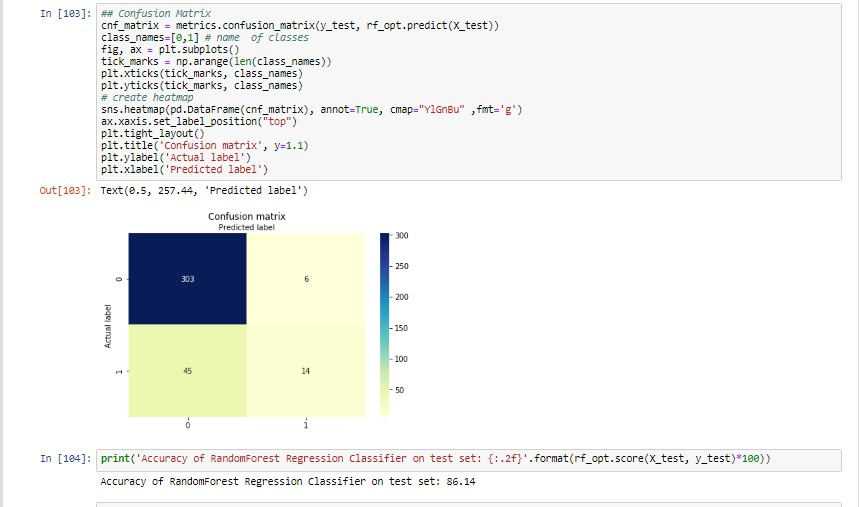 In [103]: ## Confusion Matrix
cnf_matrix = metrics.confusion_matrix(y_test, rf_opt.predict(X_test))
class_names=[0,1] # name  of classes
fig, ax = plt.subplots()
tick_marks = np.arange(len(class_names))
plt.xticks(tick_marks, class_names)
plt.yticks(tick_marks, class_names)
# create heatmap
sns.heatmap(pd.DataFrame(cnf_matrix), annot=True, cmap="YlGnBu" ,fmt='g')
ax.xaxis.set_label_position("top")
plt.tight_layout()
plt.title('Confusion matrix', y=1.1)
plt.ylabel('Actual label')
plt.xlabel('Predicted label')
Out[103]: Text(0.5, 257.44, 'Predicted label')
Confusion matrix
Predicted label
Actual label
0
303
6
1
45
14
0
1
300
250
200
150
100
50
In [104]: print('Accuracy of RandomForest Regression Classifier on test set: {:.2f}'.format(rf_opt.score(X_test, y_test)*100))
Accuracy of RandomForest Regression Classifier on test set: 86.14